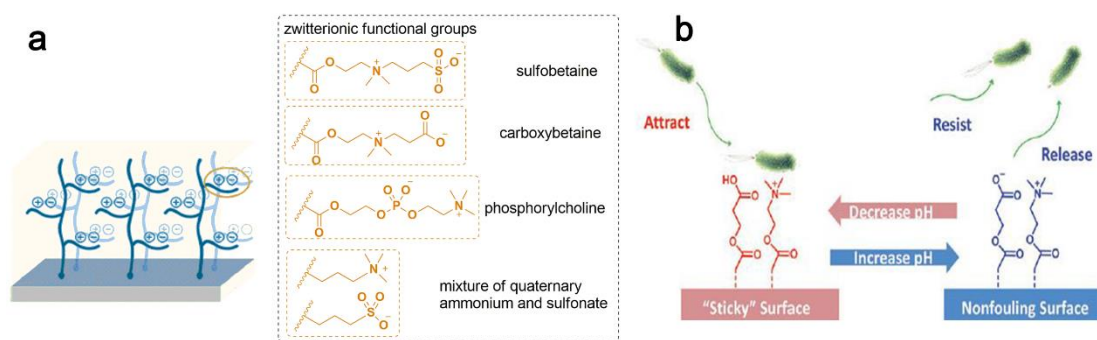 a
zwitterionic functional groups
O
O
N
+
S
O
O
O
-
sulfobetaine
O
O
N
+
O
O
-
carboxybetaine
O
O
O
P
O
O
-
O
N
+
phosphorylcholine
N
+
S
O
O
O
-
mixture of quaternary
ammonium and sulfonate
b
Attract
Resist
Release
HO
O
N
+
O
O
O
O
Decrease pH
Increase pH
O
-
O
N
+
O
O
O
O
"Sticky" Surface
Nonfouling Surface